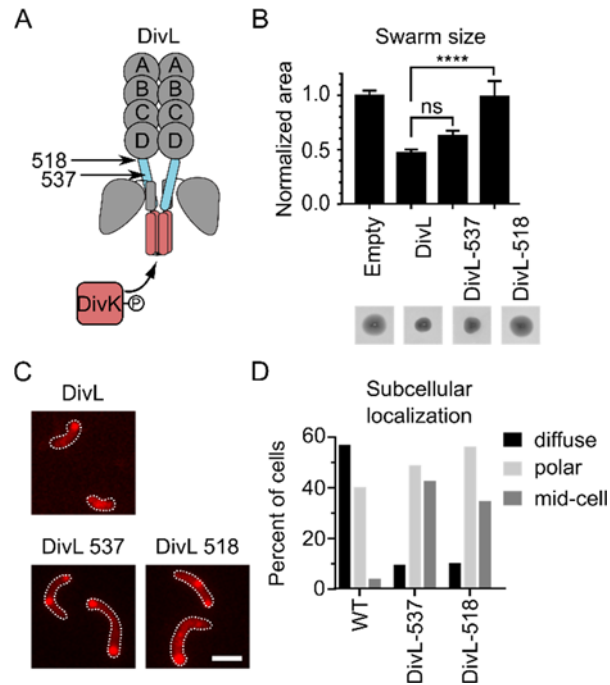 A
DivL
A A
B B
C C
D D
518
537
DivK
P
B
Swarm size
****
ns
Normalized area
1.0
0.5
0.0
Empty
DivL
DivL-537
DivL-518
C
DivL
DivL 537
DivL 518
D
Subcellular
localization
Percent of cells
60
40
20
0
WT
DivL-537
DivL-518
diffuse
polar
mid-cell